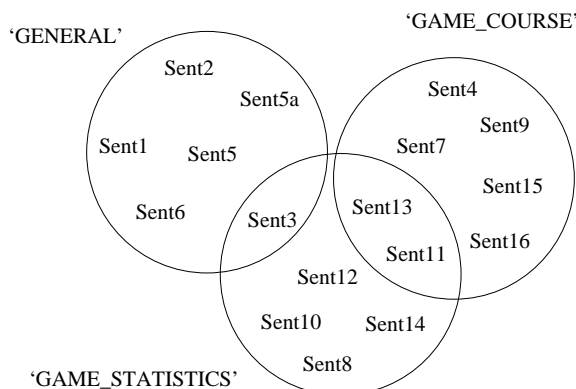 ‘GENERAL’
‘GAME_COURSE’
Sent2
Sent5a
Sent1
Sent5
Sent6
Sent3
Sent4
Sent9
Sent7
Sent15
Sent13
Sent16
Sent11
Sent12
Sent10
Sent14
Sent8
‘GAME_STATISTICS’